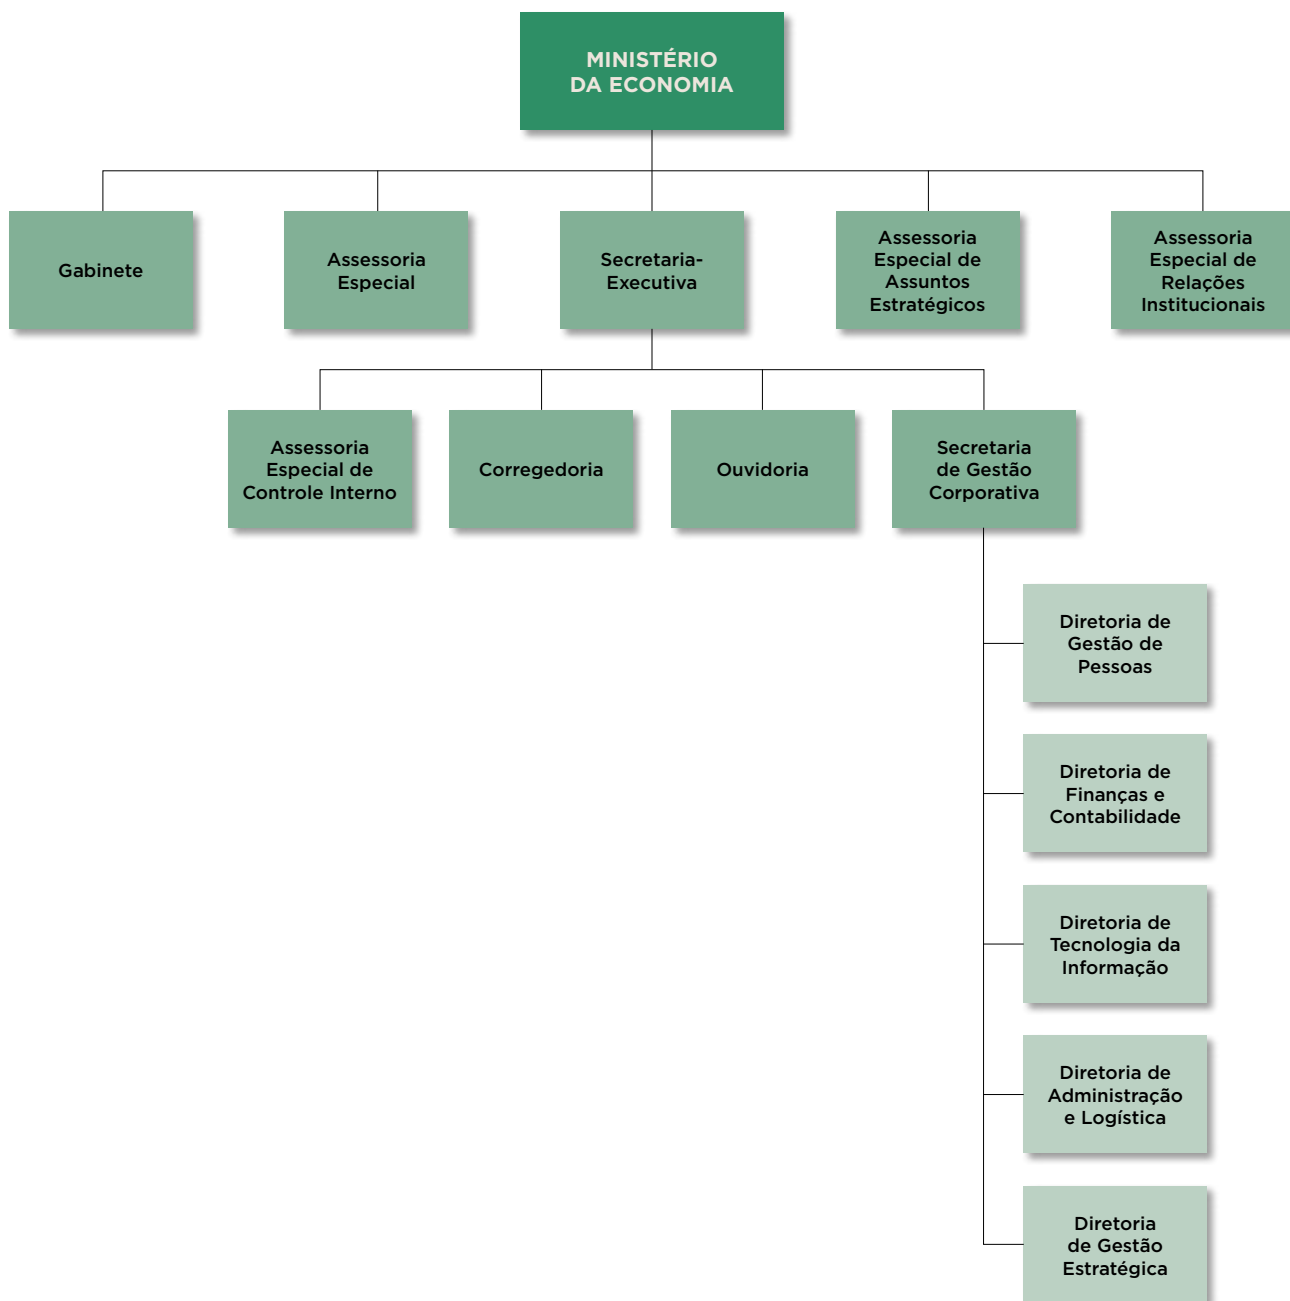 MINISTÉRIO
DA ECONOMIA
Gabinete
Assessoria
Especial
Secretaria-
Executiva
Assessoria
Especial de
Assuntos
Estratégicos
Assessoria
Especial de
Relações
Institucionais
Assessoria
Especial de
Controle Interno
Corregedoria
Ouvidoria
Secretaria
de Gestão
Corporativa
Diretoria de
Gestão de
Pessoas
Diretoria de
Finanças e
Contabilidade
Diretoria de
Tecnologia da
Informação
Diretoria de
Administração
e Logística
Diretoria
de Gestão
Estratégica